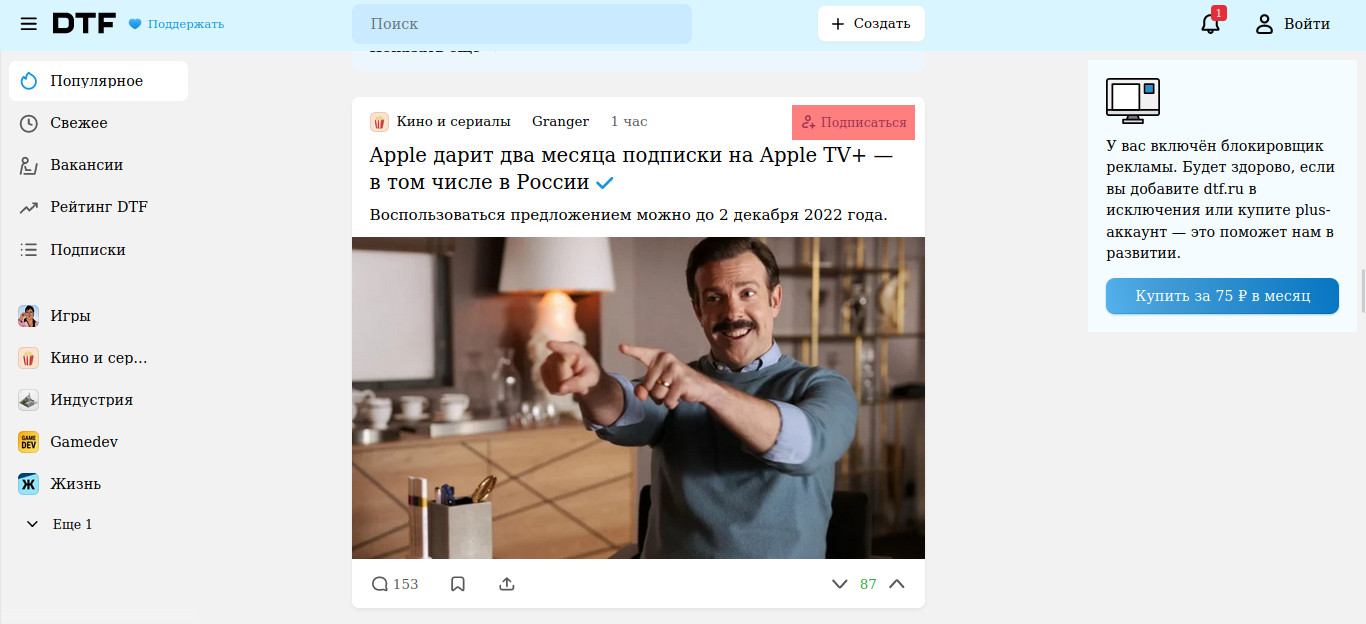 DTF
Поддержать
Поиск
Создать
1
Войти
Популярное
Свежее
Вакансии
Рейтинг DTF
Подписки
Игры
Кино и сер...
Индустрия
GAME DEV
Gamedev
Ж
Жизнь
Еще 1
Показать еще
Кино и сериалы Granger 1 час
Подписаться
Apple дарит два месяца подписки на Apple TV+ —
в том числе в России
Воспользоваться предложением можно до 2 декабря 2022 года.
153
87
У вас включён блокировщик
рекламы. Будет здорово, если
вы добавите dtf.ru в
исключения или купите plus-
аккаунт — это поможет нам в
развитии.
Купить за 75 ₽ в месяц